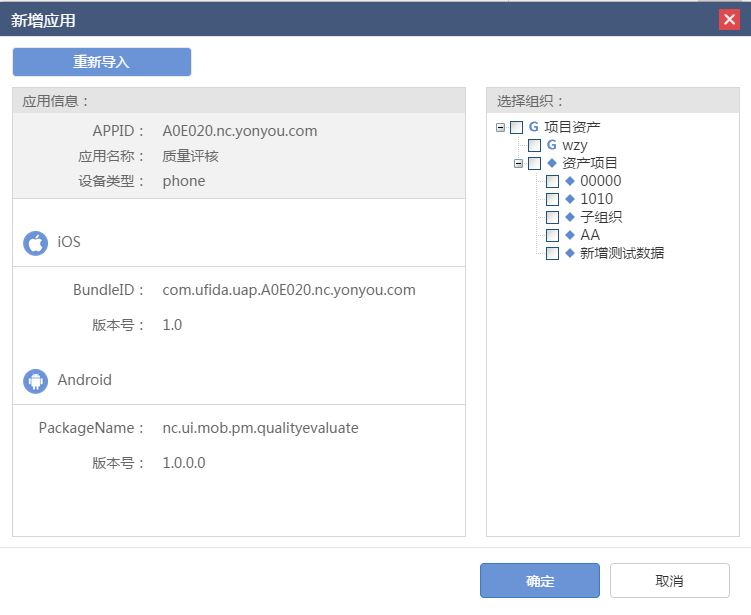 新增应用
重新导入
应用信息：
APPID： A0E020.nc.yonyou.com
应用名称： 质量评核
设备类型： phone
iOS
BundleID： com.ufida.uap.A0E020.nc.yonyou.com
版本号： 1.0
Android
PackageName： nc.ui.mob.pm.qualityevaluate
版本号： 1.0.0.0
选择组织：
G 项目资产
G wzy
资产项目
00000
1010
子组织
AA
新增测试数据
确定
取消